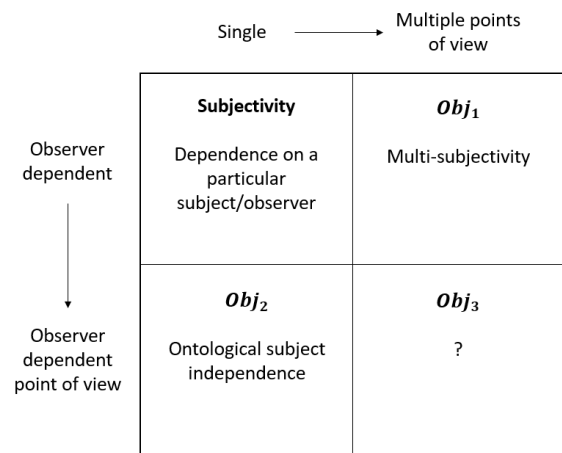 Single
Multiple points
of view
Subjectivity
Obj₁
Observer
dependent
Dependence on a
particular
subject/observer
Multi-subjectivity
Obj₂
Obj₃
Observer
dependent
point of view
Ontological subject
independence
?